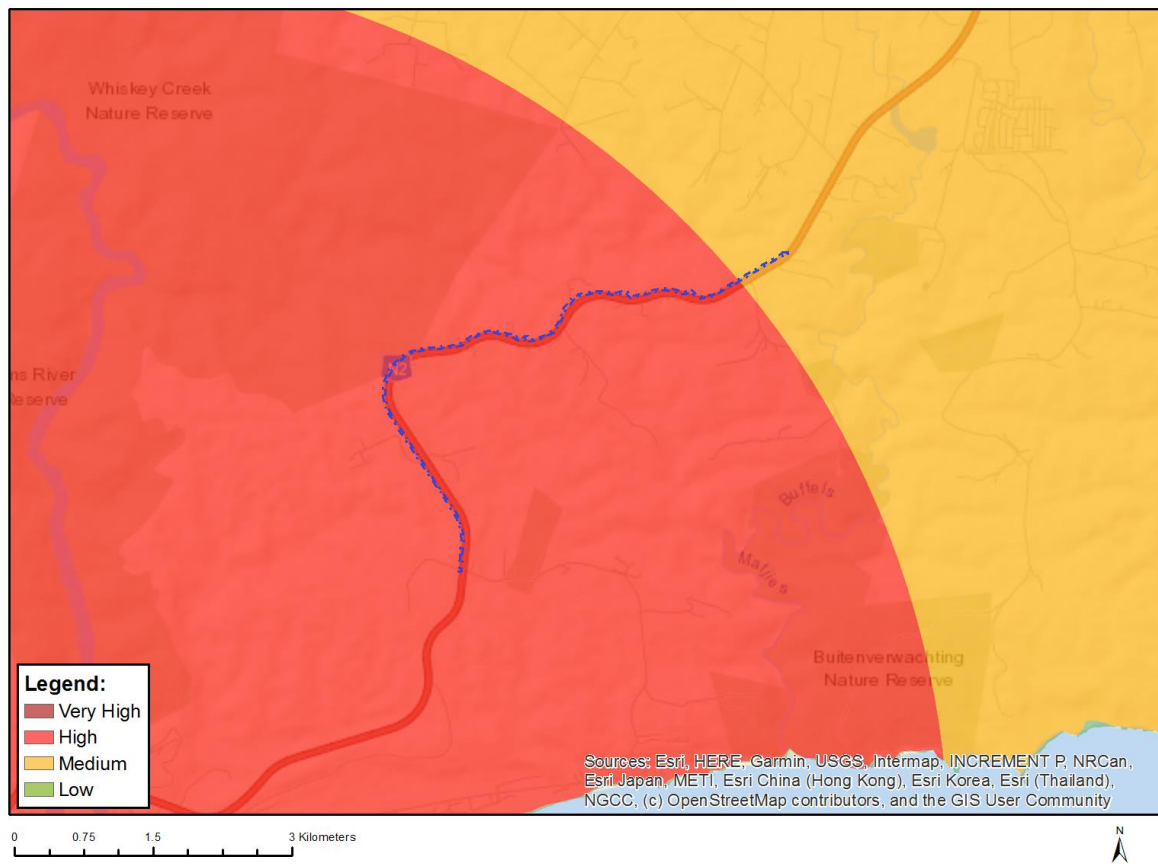 Whiskey Creek
Nature Reserve
ns River
eserve
N2
Buffels
Matjies
Buitenverwachting
Nature Reserve
Legend:
Very High
High
Medium
Low
Sources: Esri, HERE, Garmin, USGS, Intermap, INCREMENT P, NRCan,
Esri Japan, METI, Esri China (Hong Kong), Esri Korea, Esri (Thailand),
NGCC, (c) OpenStreetMap contributors, and the GIS User Community
0 0.75 1.5 3 Kilometers
N